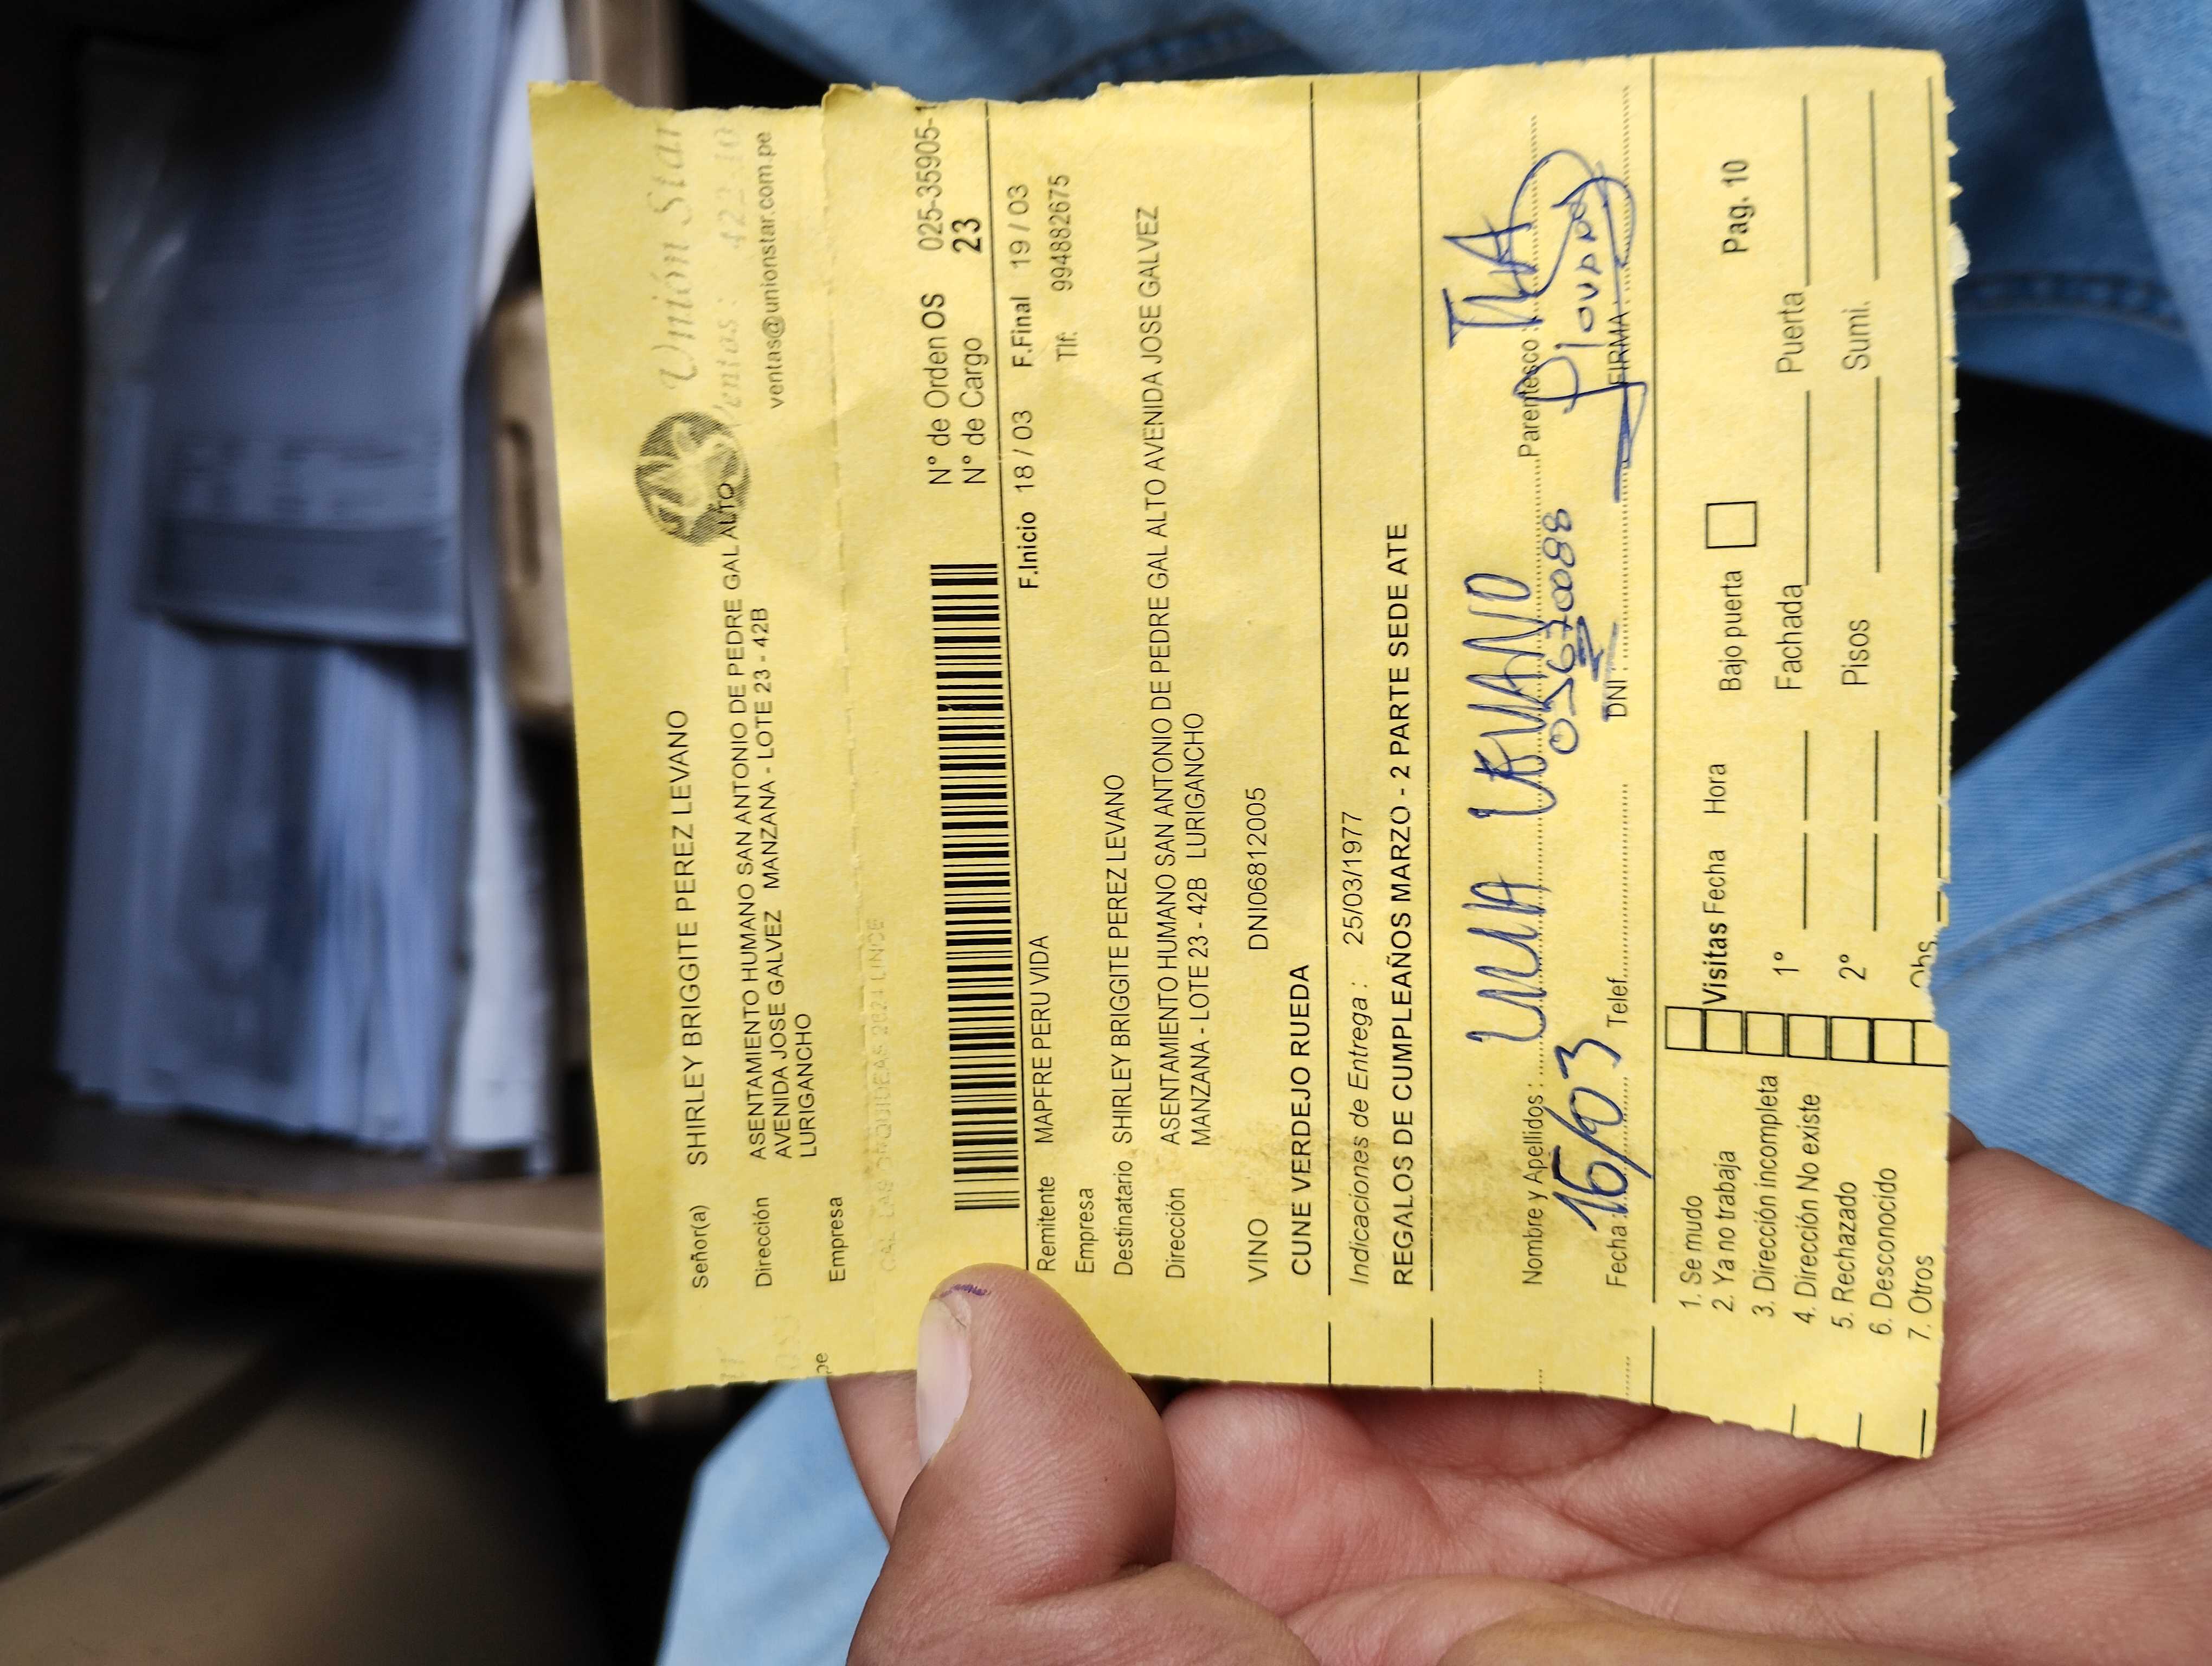 Unión Star
Ventas: 422-10
ventas@unionstar.com.pe
Señor(a) SHIRLEY BRIGGITE PEREZ LEVANO
Dirección ASENTAMIENTO HUMANO SAN ANTONIO DE PEDRE GAL ALTO
AVENIDA JOSE GALVEZ MANZANA - LOTE 23 - 42B
LURIGANCHO
Empresa
pe
N° de Orden OS 025-35905-1
N° de Cargo 23
F.Inicio 18 / 03 F.Final 19 / 03
Remitente MAPFRE PERU VIDA
Empresa Tlf: 994882675
Destinatario SHIRLEY BRIGGITE PEREZ LEVANO
Dirección ASENTAMIENTO HUMANO SAN ANTONIO DE PEDRE GAL ALTO AVENIDA JOSE GALVEZ
MANZANA - LOTE 23 - 42B LURIGANCHO
VINO DNI06812005
CUNE VERDEJO RUEDA
Indicaciones de Entrega : 25/03/1977
REGALOS DE CUMPLEAÑOS MARZO - 2 PARTE SEDE ATE
Nombre y Apellidos : LEVANO Parentesco : TIA
Fecha : Telef. DNI : FIRMA :
1. Se mudo
2. Ya no trabaja
3. Dirección incompleta
4. Dirección No existe
5. Rechazado
6. Desconocido
7. Otros
Visitas Fecha Hora Bajo puerta Pag. 10
1° Fachada Puerta
2° Pisos Sumi.
Obs.